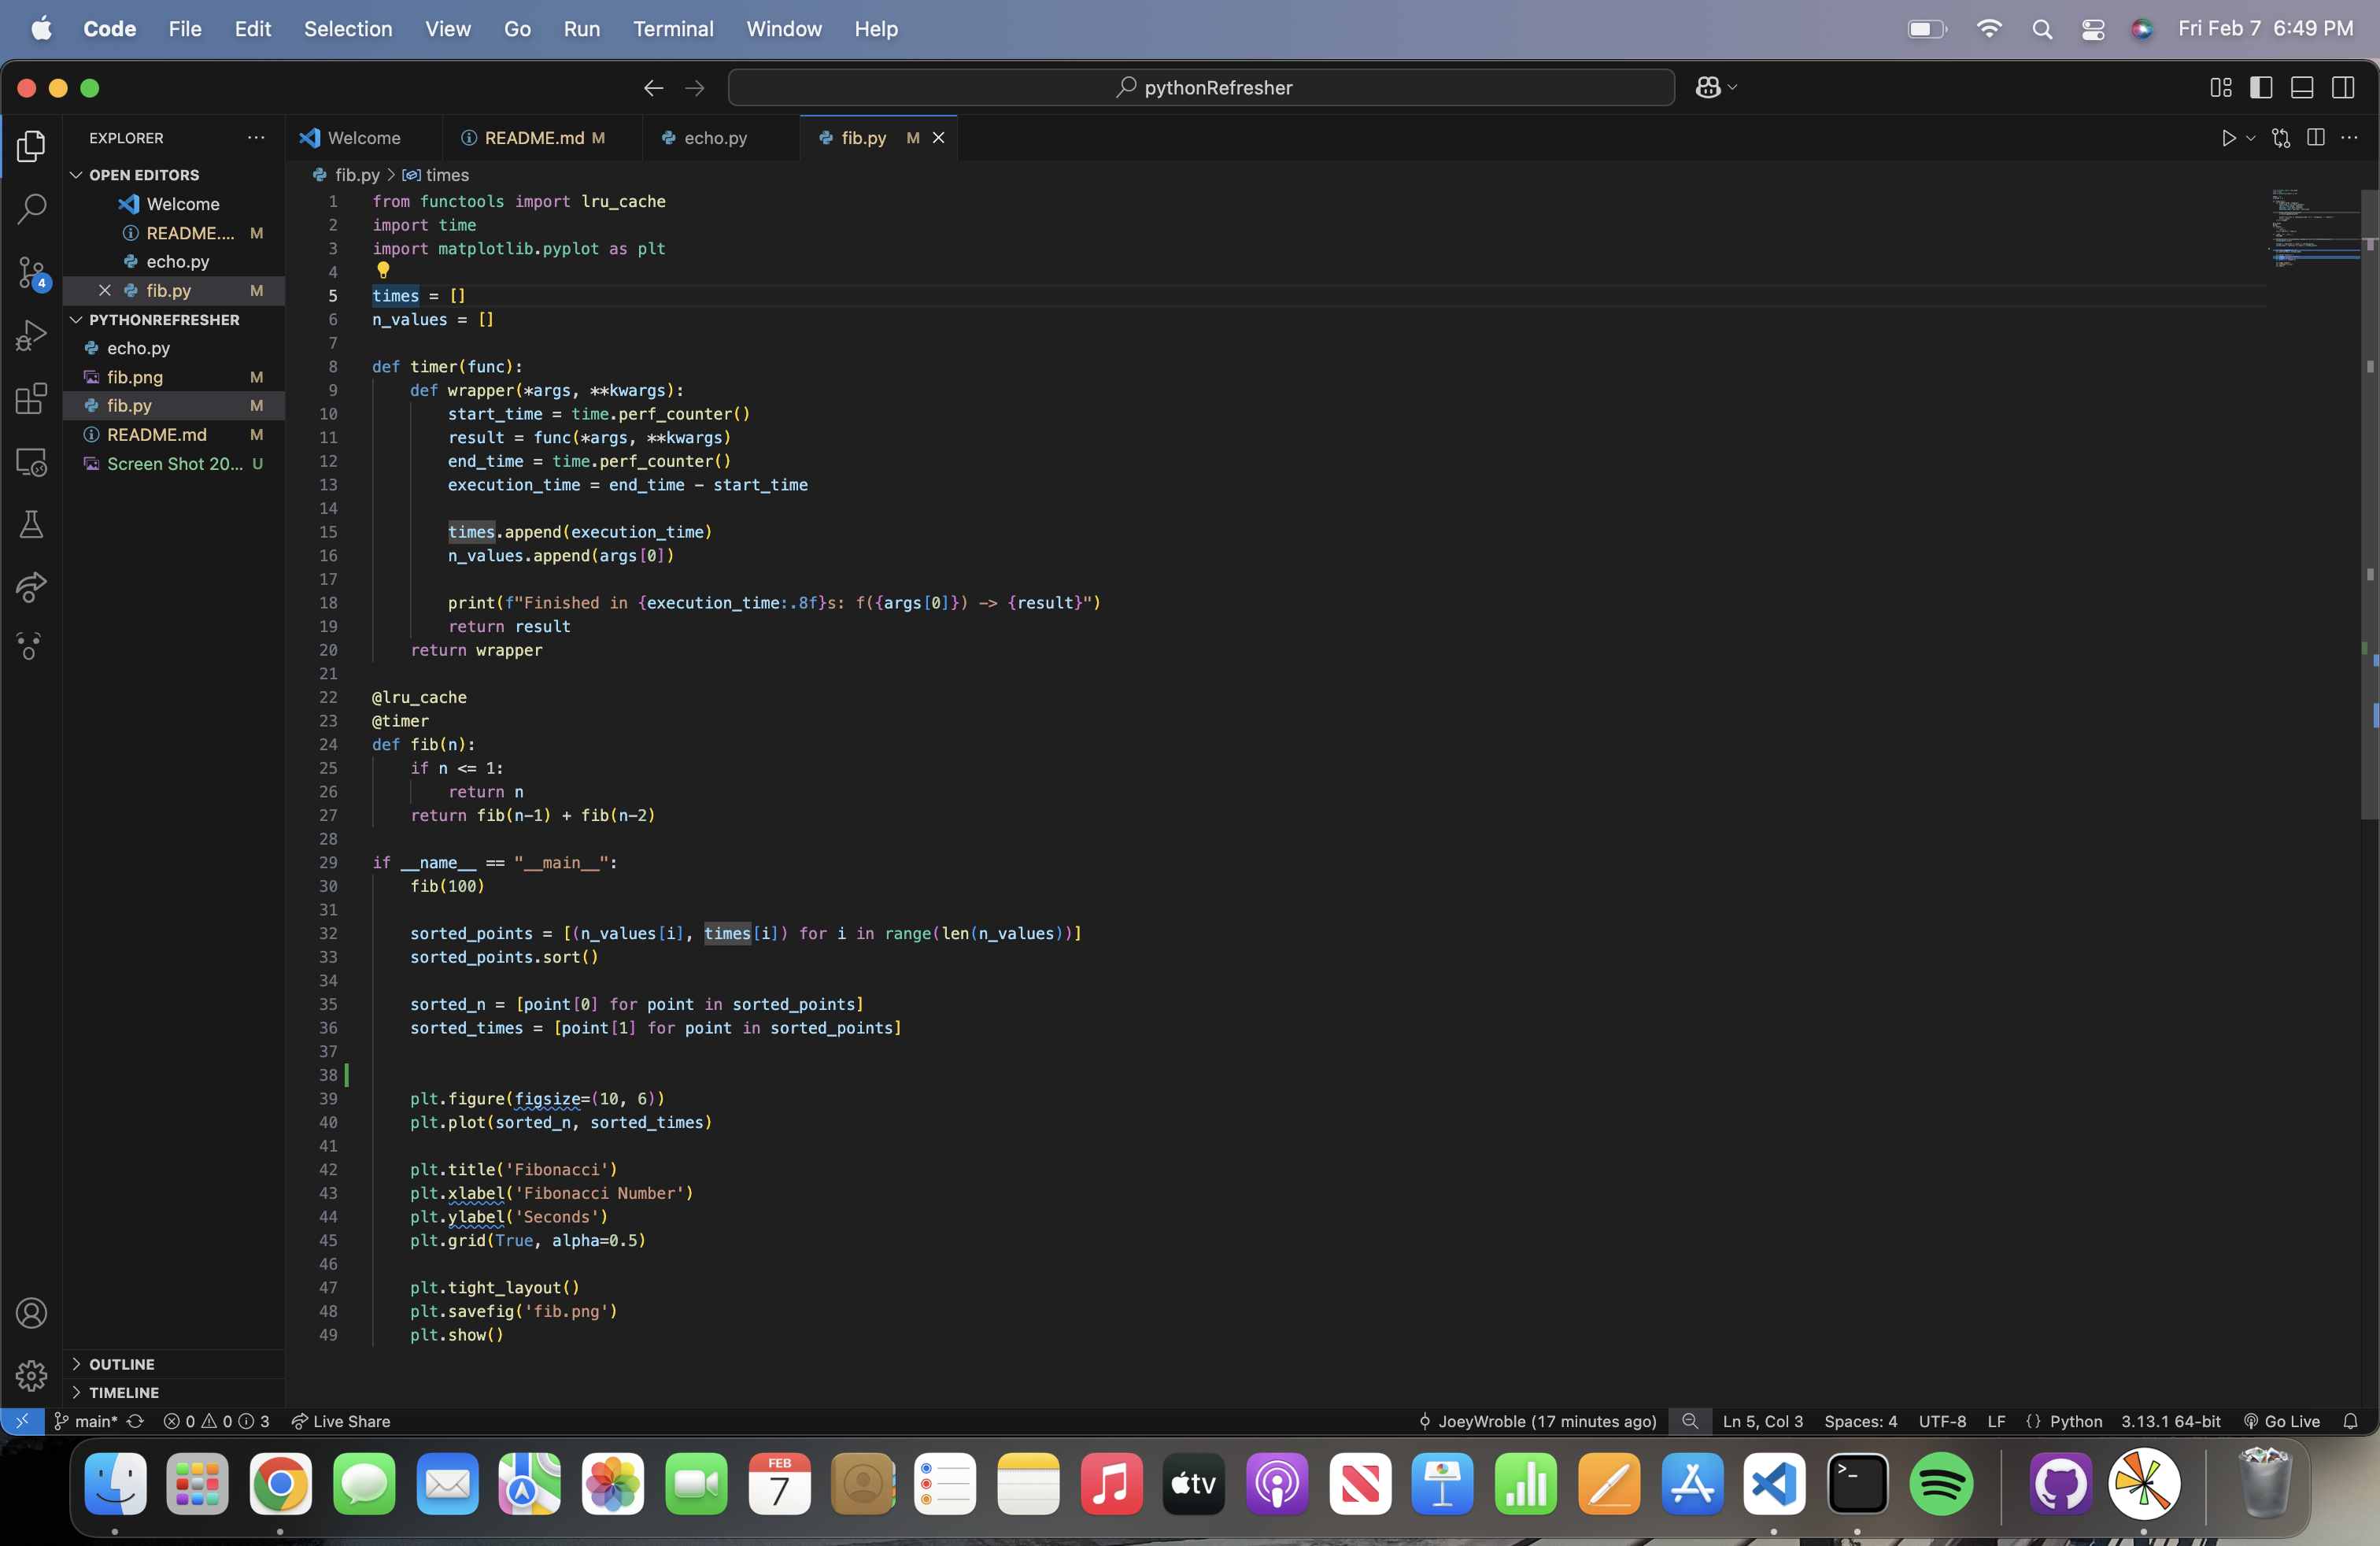 Code File Edit Selection View Go Run Terminal Window Help Fri Feb 7 6:49 PM
pythonRefresher
EXPLORER
OPEN EDITORS
Welcome
README.... M
echo.py
fib.py M
PYTHONREFRESHER
echo.py
fib.png M
fib.py M
README.md M
Screen Shot 20... U
OUTLINE
TIMELINE
4
Welcome README.md M echo.py fib.py M
fib.py > times
1 from functools import lru_cache
2 import time
3 import matplotlib.pyplot as plt
4
5 times = []
6 n_values = []
7
8 def timer(func):
9     def wrapper(*args, **kwargs):
10         start_time = time.perf_counter()
11         result = func(*args, **kwargs)
12         end_time = time.perf_counter()
13         execution_time = end_time - start_time
14
15         times.append(execution_time)
16         n_values.append(args[0])
17
18         print(f"Finished in {execution_time:.8f}s: f({args[0]}) -> {result}")
19         return result
20     return wrapper
21
22 @lru_cache
23 @timer
24 def fib(n):
25     if n <= 1:
26         return n
27     return fib(n-1) + fib(n-2)
28
29 if __name__ == "__main__":
30     fib(100)
31
32     sorted_points = [(n_values[i], times[i]) for i in range(len(n_values))]
33     sorted_points.sort()
34
35     sorted_n = [point[0] for point in sorted_points]
36     sorted_times = [point[1] for point in sorted_points]
37
38
39     plt.figure(figsize=(10, 6))
40     plt.plot(sorted_n, sorted_times)
41
42     plt.title('Fibonacci')
43     plt.xlabel('Fibonacci Number')
44     plt.ylabel('Seconds')
45     plt.grid(True, alpha=0.5)
46
47     plt.tight_layout()
48     plt.savefig('fib.png')
49     plt.show()
main* 0 0 3 Live Share JoeyWroble (17 minutes ago) Ln 5, Col 3 Spaces: 4 UTF-8 LF {} Python 3.13.1 64-bit Go Live
FEB
7
tv
>_